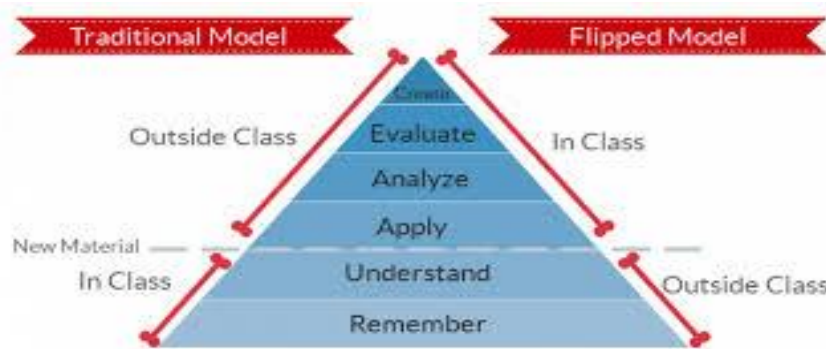 Traditional Model
Flipped Model
Create
Evaluate
Outside Class
In Class
Analyze
Apply
New Material
Understand
In Class
Outside Class
Remember